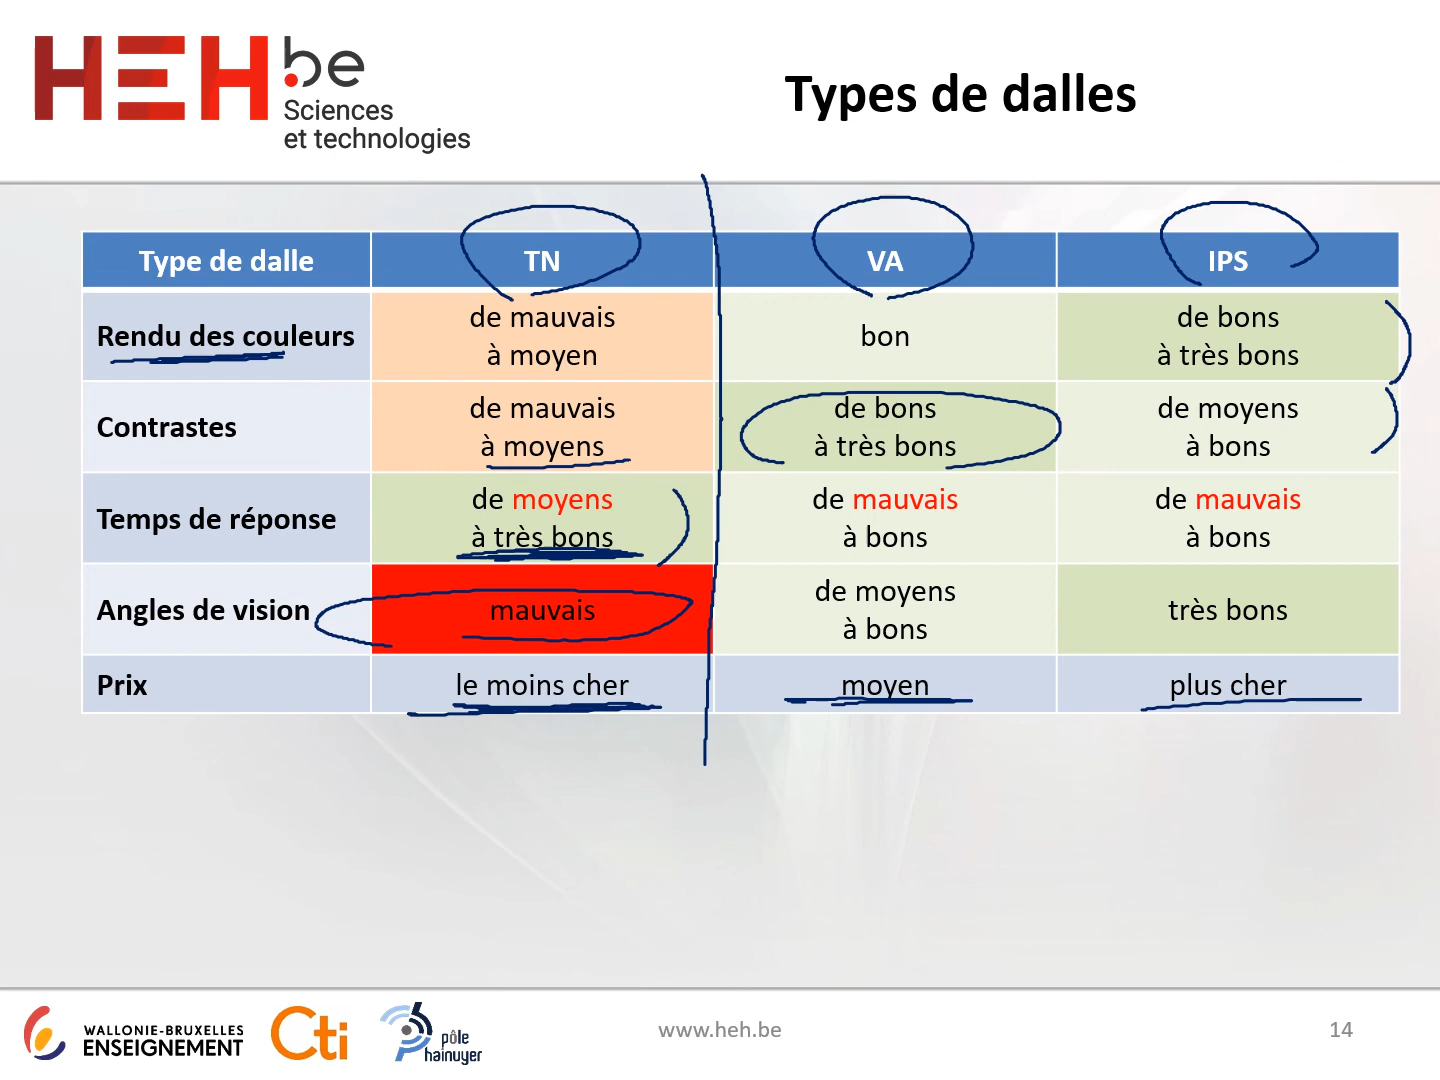 HEH.be
Sciences
et technologies
Types de dalles
Type de dalle TN VA IPS
Rendu des couleurs de mauvais à moyen bon de bons à très bons
Contrastes de mauvais à moyens de bons à très bons de moyens à bons
Temps de réponse de moyens à très bons de mauvais à bons de mauvais à bons
Angles de vision mauvais de moyens à bons très bons
Prix le moins cher moyen plus cher
WALLONIE-BRUXELLES
ENSEIGNEMENT
Cti
pôle
hainuyer
www.heh.be
14